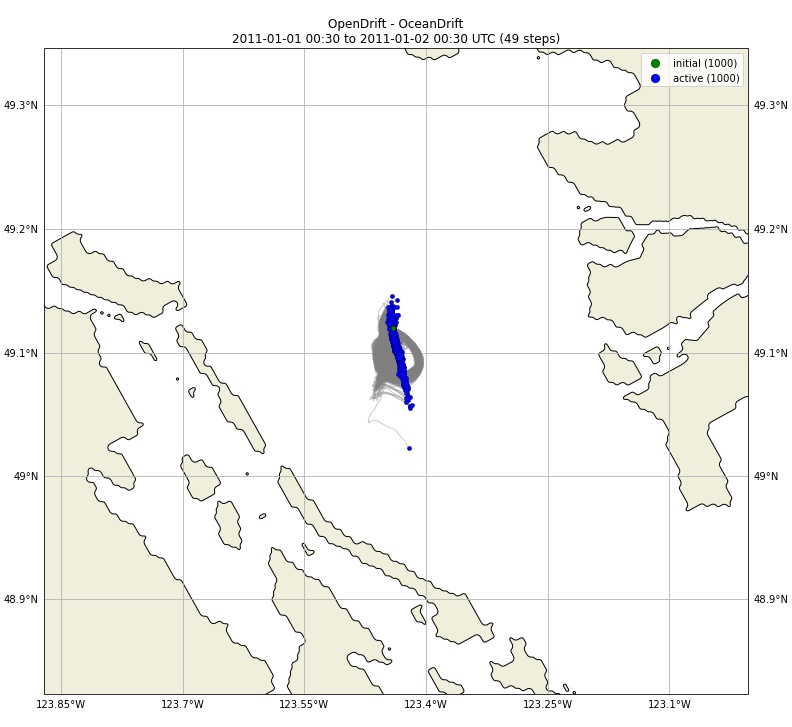 OpenDrift - OceanDrift
2011-01-01 00:30 to 2011-01-02 00:30 UTC (49 steps)
initial (1000)
active (1000)
49.3°N 49.3°N
49.2°N 49.2°N
49.1°N 49.1°N
49°N 49°N
48.9°N 48.9°N
123.85°W 123.7°W 123.55°W 123.4°W 123.25°W 123.1°W